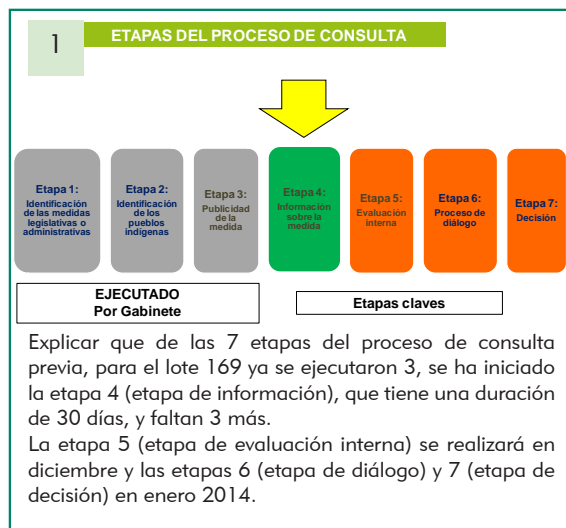 1
ETAPAS DEL PROCESO DE CONSULTA
Etapa 1:
Identificación
de las medidas
legislativas o
administrativas
Etapa 2:
Identificación
de los
pueblos
indígenas
Etapa 3:
Publicidad
de la
medida
Etapa 4:
Información
sobre la
medida
Etapa 5:
Evaluación
interna
Etapa 6:
Proceso de
diálogo
Etapa 7:
Decisión
EJECUTADO
Por Gabinete
Etapas claves
Explicar que de las 7 etapas del proceso de consulta
previa, para el lote 169 ya se ejecutaron 3, se ha iniciado
la etapa 4 (etapa de información), que tiene una duración
de 30 días, y faltan 3 más.
La etapa 5 (etapa de evaluación interna) se realizará en
diciembre y las etapas 6 (etapa de diálogo) y 7 (etapa de
decisión) en enero 2014.